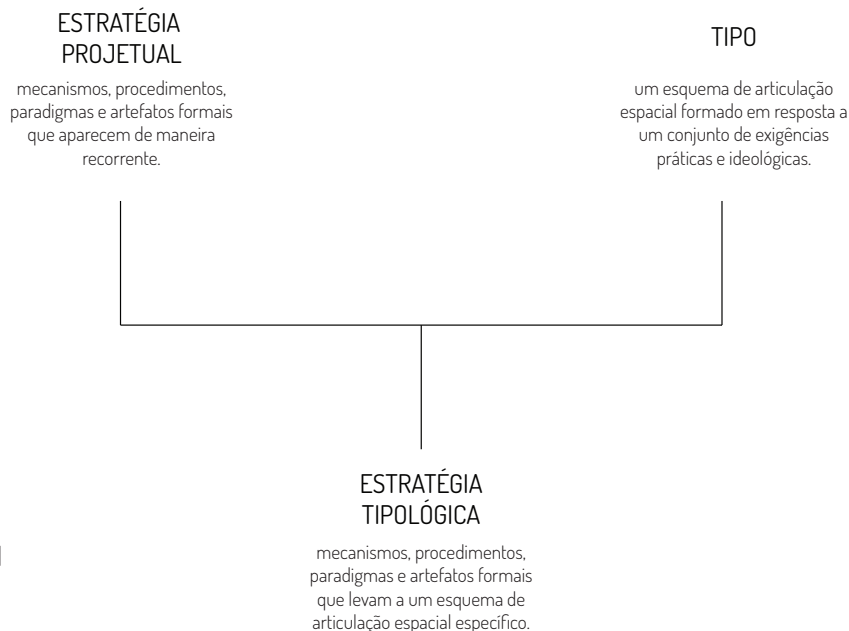 ESTRATÉGIA
PROJETUAL
mecanismos, procedimentos,
paradigmas e artefatos formais
que aparecem de maneira
recorrente.
TIPO
um esquema de articulação
espacial formado em resposta a
um conjunto de exigências
práticas e ideológicas.
ESTRATÉGIA
TIPOLÓGICA
mecanismos, procedimentos,
paradigmas e artefatos formais
que levam a um esquema de
articulação espacial específico.